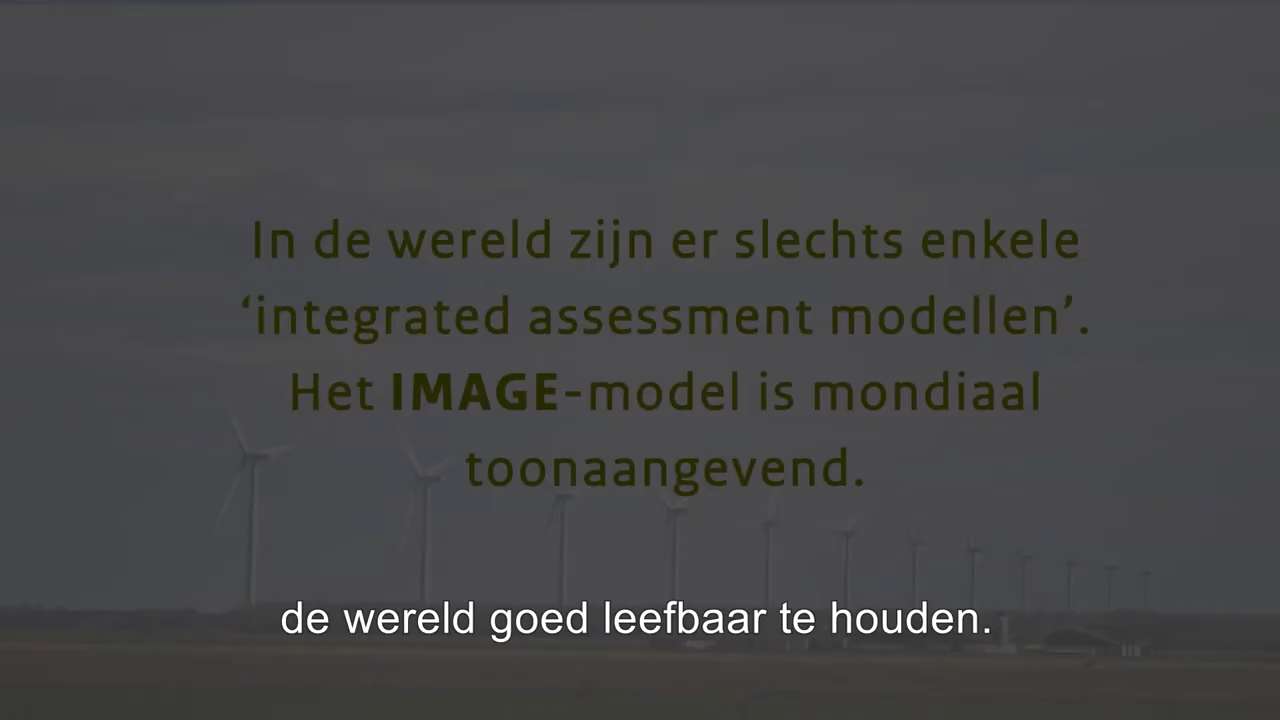 In de wereld zijn er slechts enkele
‘integrated assessment modellen’.
Het IMAGE-model is mondiaal
toonaangevend.
de wereld goed leefbaar te houden.